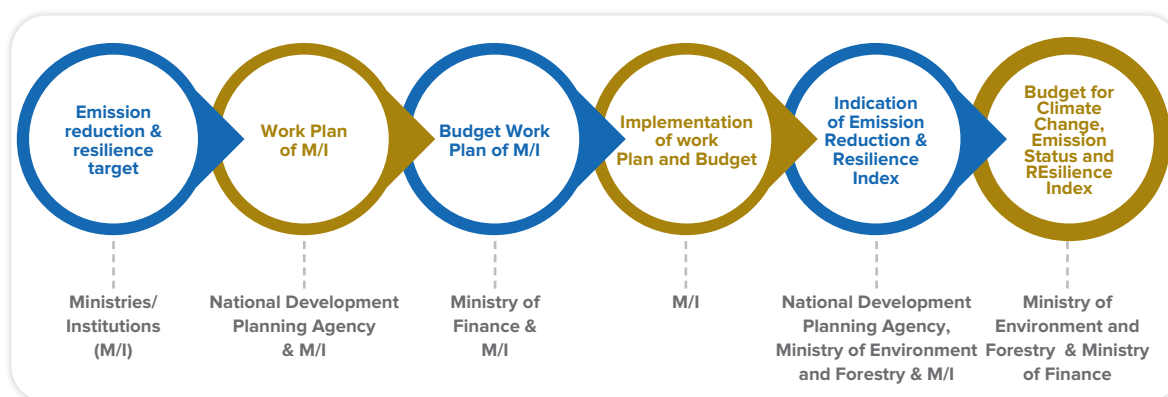 Emission
reduction &
resilience
target
Work Plan
of M/I
Budget Work
Plan of M/I
Implementation
of work
Plan and Budget
Indication
of Emission
Reduction &
Resilience
Index
Budget for
Climate
Change,
Emission
Status and
REsilience
Index
Ministries/
Institutions
(M/I)
National Development
Planning Agency
& M/I
Ministry of
Finance &
M/I
M/I
National Development
Planning Agency,
Ministry of Environment
and Forestry & M/I
Ministry of
Environment and
Forestry & Ministry
of Finance